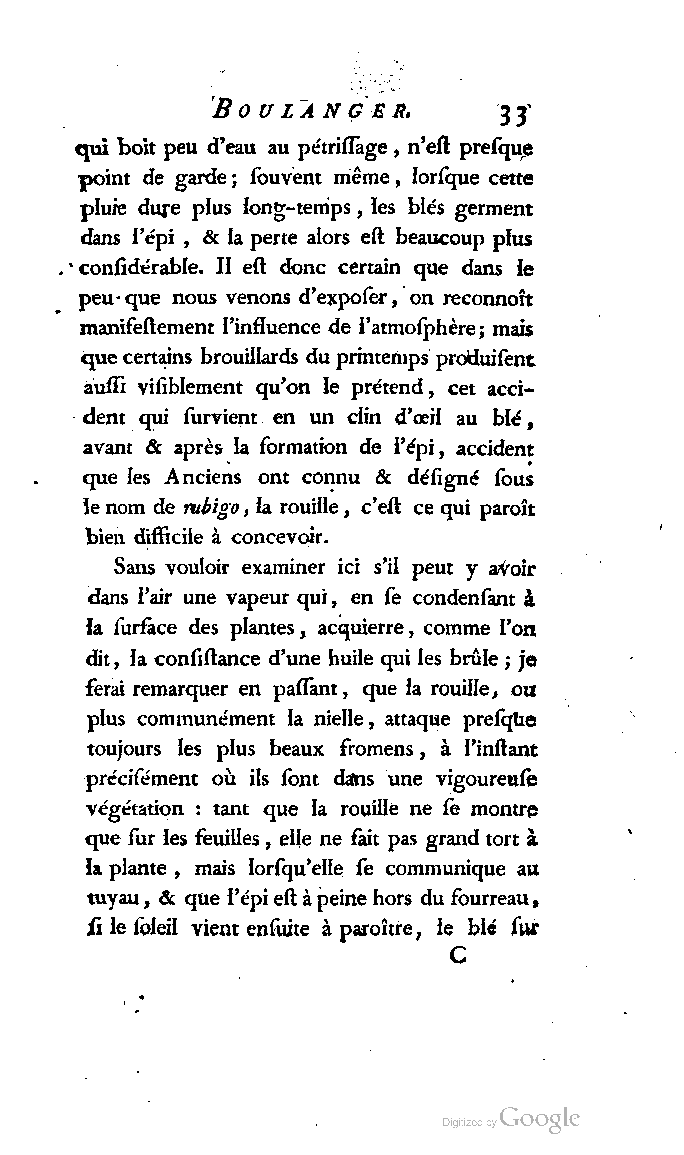 BOULANGER. 33
qui boit peu d'eau au pétriſſage, n'eſt preſque
point de garde; ſouvent même, lorſque cette
pluie dure plus long-temps, les blés germent
dans l'épi, & la perte alors eſt beaucoup plus
conſidérable. Il eſt donc certain que dans le
peu que nous venons d'expoſer, on reconnoît
manifeſtement l'influence de l'atmoſphère; mais
que certains brouillards du printemps produiſent
auſſi viſiblement qu'on le prétend, cet acci-
dent qui ſurvient en un clin d'œil au blé,
avant & après la formation de l'épi, accident
que les Anciens ont connu & déſigné ſous
le nom de rubigo, la rouille, c'eſt ce qui paroît
bien difficile à concevoir.
Sans vouloir examiner ici s'il peut y avoir
dans l'air une vapeur qui, en ſe condenſant à
la ſurface des plantes, acquierre, comme l'on
dit, la conſiſtance d'une huile qui les brûle; je
ferai remarquer en paſſant, que la rouille, ou
plus communément la nielle, attaque preſque
toujours les plus beaux fromens, à l'inſtant
préciſément où ils ſont dans une vigoureuſe
végétation : tant que la rouille ne ſe montre
que ſur les feuilles, elle ne fait pas grand tort à
la plante, mais lorſqu'elle ſe communique au
tuyau, & que l'épi eſt à peine hors du fourreau,
ſi le ſoleil vient enſuite à paroître, le blé ſur
C
Digitized by Google